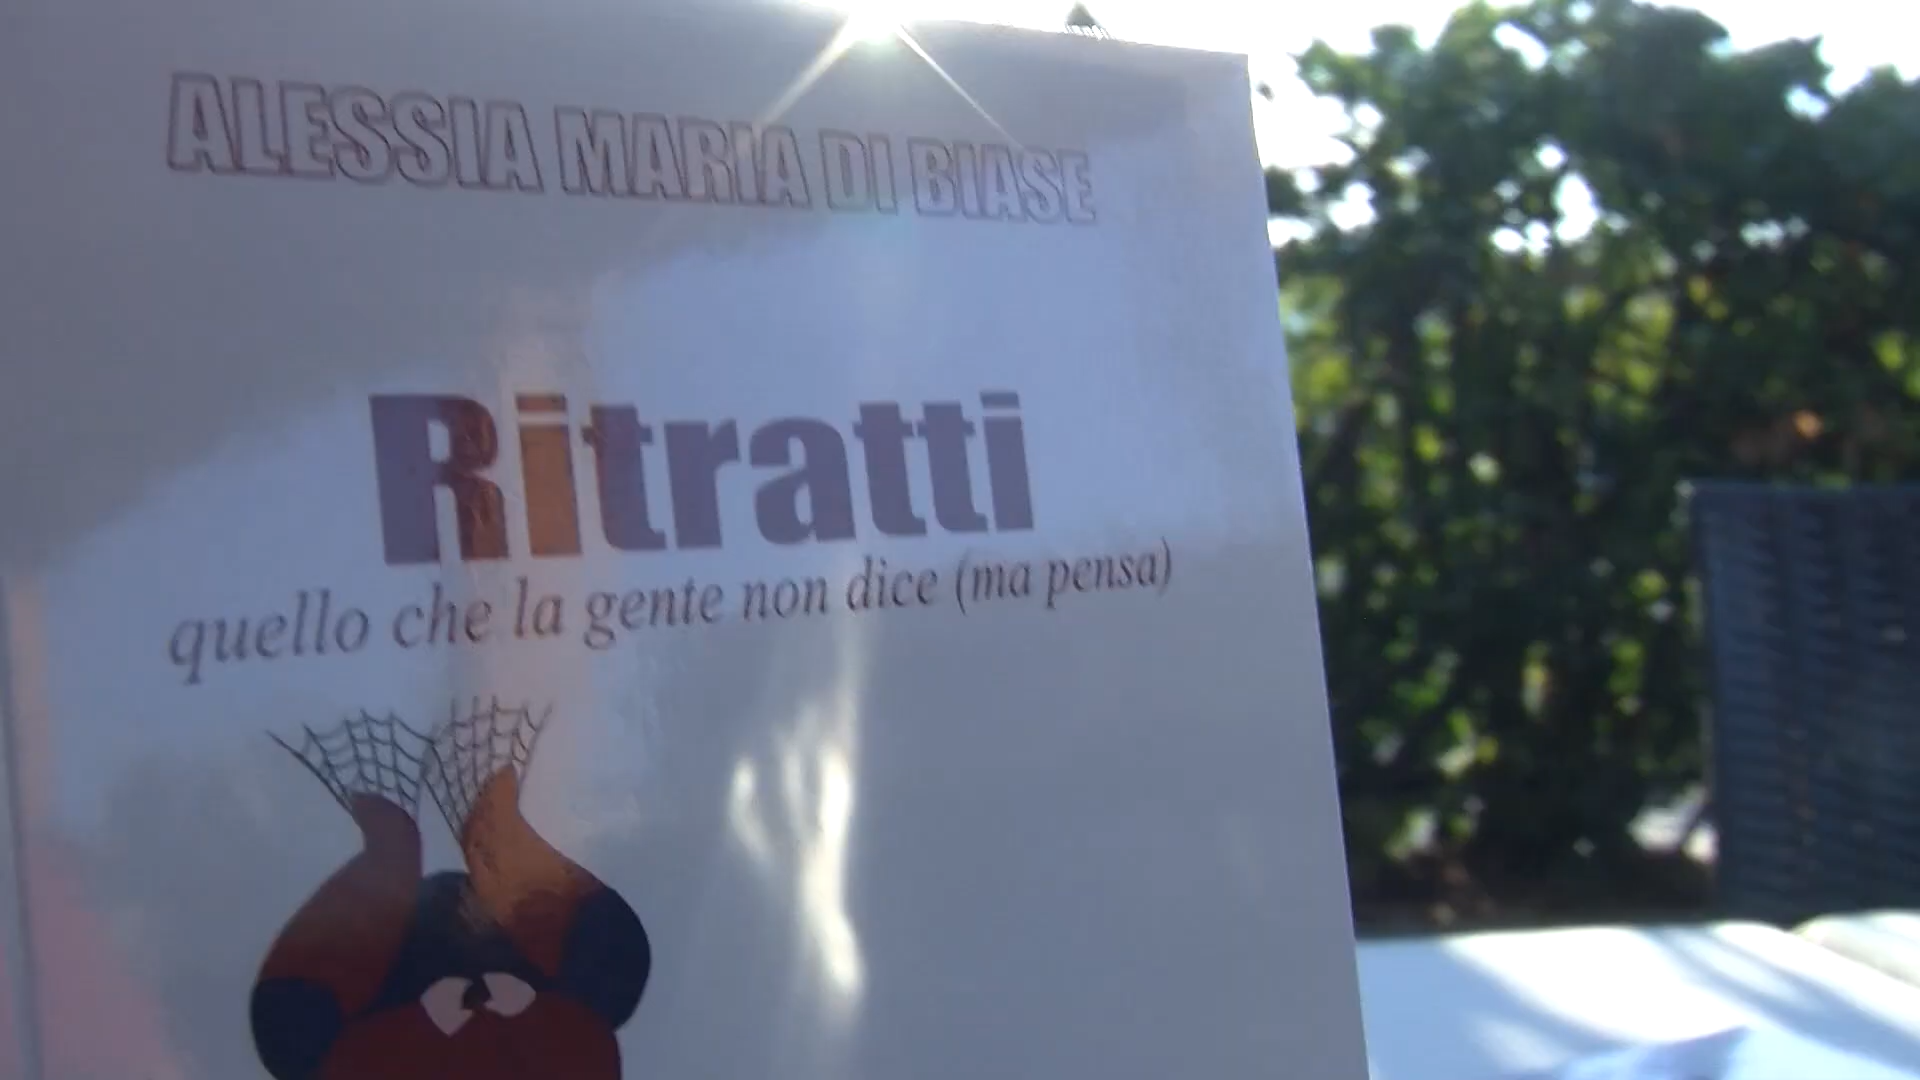 ALESSIA MARIA DI BIASE
Ritratti
quello che la gente non dice (ma pensa)